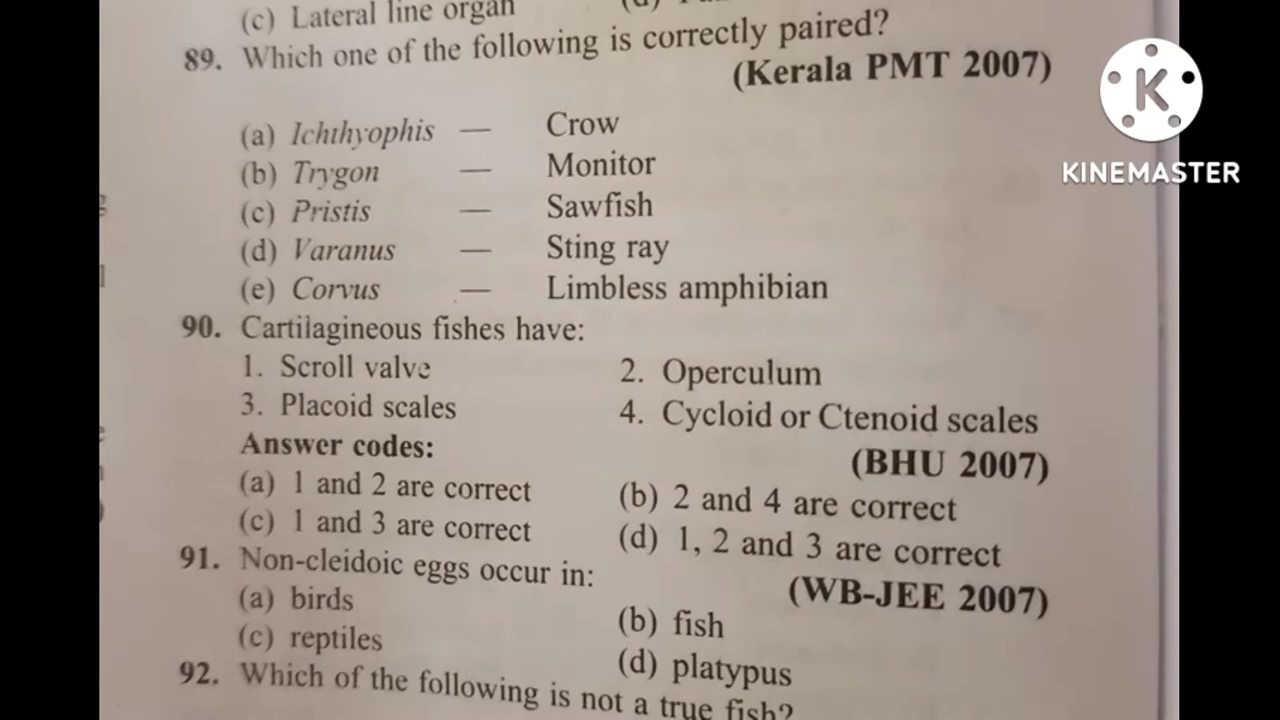 (c) Lateral line organ (d)
89. Which one of the following is correctly paired?
(Kerala PMT 2007)
(a) Ichthyophis — Crow
(b) Trygon — Monitor
(c) Pristis — Sawfish
(d) Varanus — Sting ray
(e) Corvus — Limbless amphibian
90. Cartilagineous fishes have:
1. Scroll valve 2. Operculum
3. Placoid scales 4. Cycloid or Ctenoid scales
Answer codes: (BHU 2007)
(a) 1 and 2 are correct (b) 2 and 4 are correct
(c) 1 and 3 are correct (d) 1, 2 and 3 are correct
91. Non-cleidoic eggs occur in: (WB-JEE 2007)
(a) birds (b) fish
(c) reptiles (d) platypus
92. Which of the following is not a true fish?
K
KINEMASTER